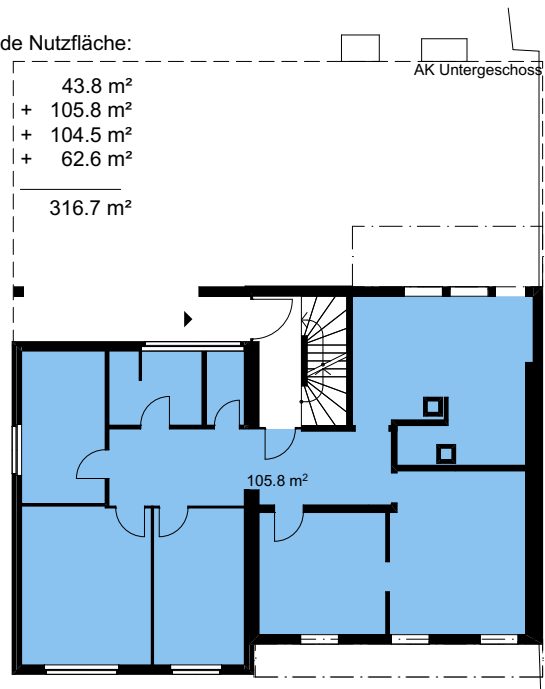 de Nutzfläche:
AK Untergeschoss
43.8 m²
+ 105.8 m²
+ 104.5 m²
+ 62.6 m²
316.7 m²
105.8 m²